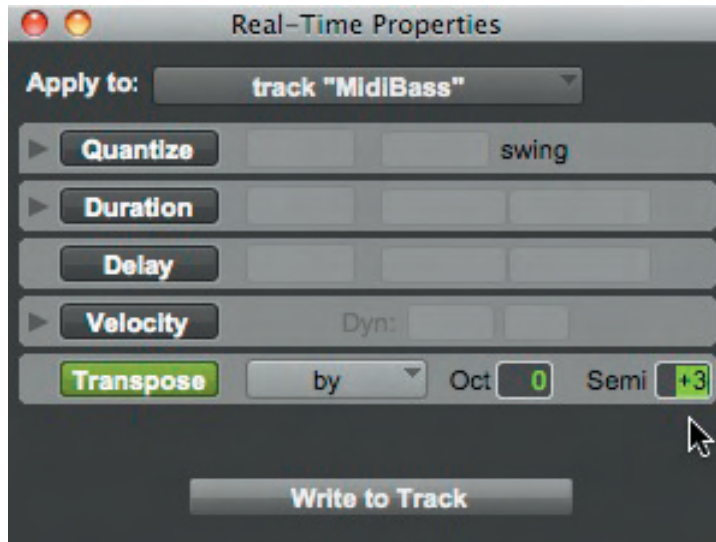 Real-Time Properties
Apply to: track "MidiBass"
Quantize swing
Duration
Delay
Velocity Dyn:
Transpose by Oct 0 Semi +3
Write to Track